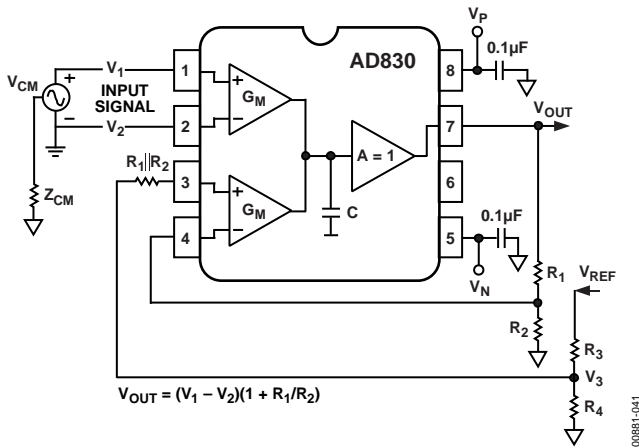 V_P
0.1µF
AD830
V_CM
+
–
V_1
INPUT
SIGNAL
V_2
1
2
3
4
+
G_M
–
+
G_M
–
A = 1
C
8
7
6
5
V_OUT
R_1||R_2
Z_CM
0.1µF
V_N
R_1
V_REF
R_2
R_3
V_3
R_4
V_OUT = (V_1 – V_2)(1 + R_1/R_2)
00881-041